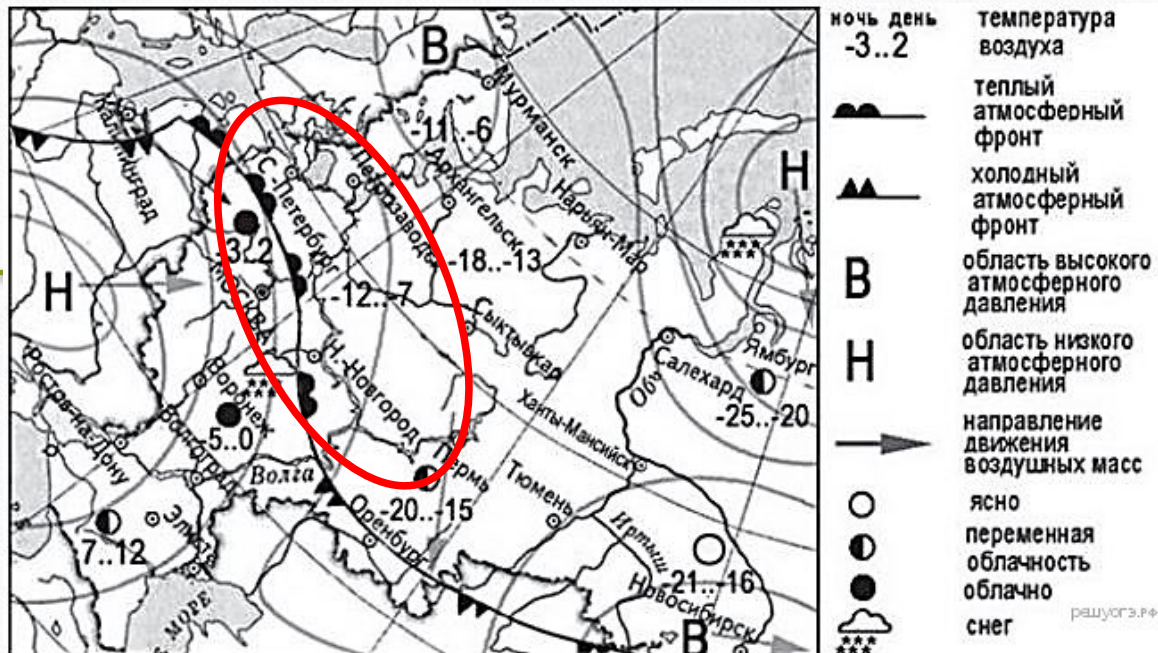 В
Н
Н
В
Мурманск
Калининград
С-Петербург
Петрозаводск
Архангельск
Нарьян-Мар
-11..-6
-3..2
-18..-13
-12..-7
МОСКВА
Сыктывкар
Н.-Новгород
Воронеж
Ростов-на-Дону
Волгоград
Волга
5..0
Элиста
7..12
МОРЕ
Пермь
-20..-15
Оренбург
Тюмень
Ханты-Мансийск
Обь
Салехард
Ямбург
-25..-20
Иртыш
-21..-16
Новосибирск
ночь день
-3..2
температура
воздуха
теплый
атмосферный
фронт
холодный
атмосферный
фронт
В
область высокого
атмосферного
давления
Н
область низкого
атмосферного
давления
направление
движения
воздушных масс
ясно
переменная
облачность
облачно
снег
решуогэ.рф